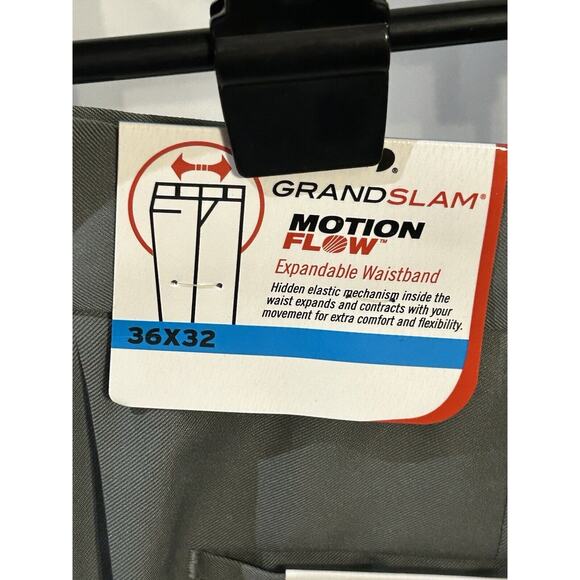 GRANDSLAM®
MOTION
FLOW™
Expandable Waistband
Hidden elastic mechanism inside the
waist expands and contracts with your
movement for extra comfort and flexibility.
36X32